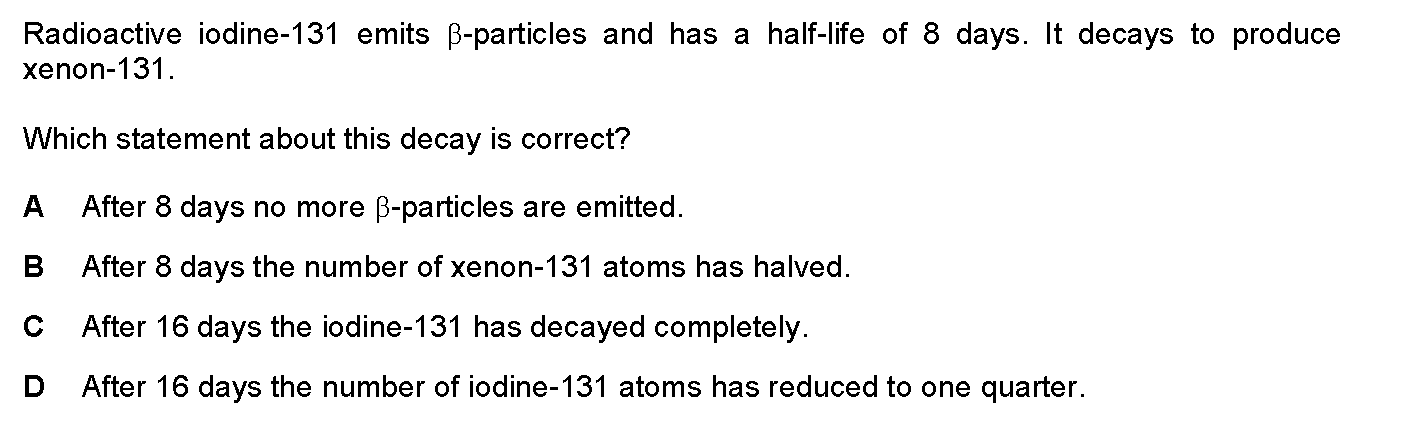 Radioactive iodine-131 emits β-particles and has a half-life of 8 days. It decays to produce
xenon-131.
Which statement about this decay is correct?
A After 8 days no more β-particles are emitted.
B After 8 days the number of xenon-131 atoms has halved.
C After 16 days the iodine-131 has decayed completely.
D After 16 days the number of iodine-131 atoms has reduced to one quarter.